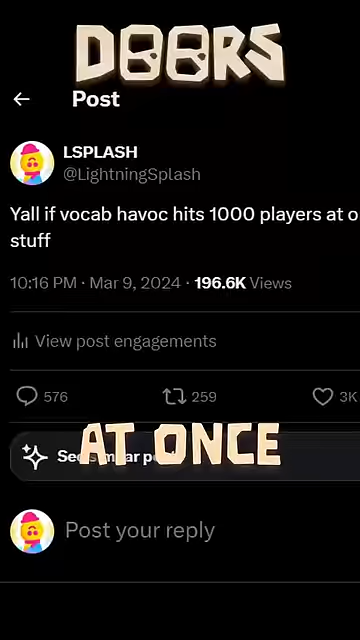 DOORS
Post
LSPLASH
@LightningSplash
Yall if vocab havoc hits 1000 players at o
stuff
10:16 PM · Mar 9, 2024 · 196.6K Views
View post engagements
576 259 3K
AT ONCE
Post your reply